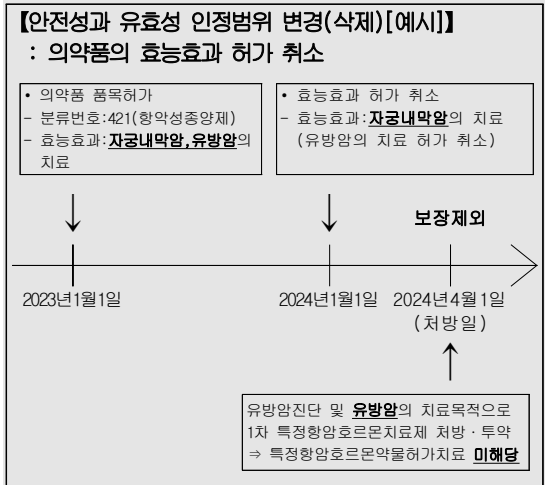 【안전성과 유효성 인정범위 변경(삭제)[예시]】
: 의약품의 효능효과 허가 취소
• 의약품 품목허가
- 분류번호:421(항악성종양제)
- 효능효과:자궁내막암,유방암의
치료
• 효능효과 허가 취소
- 효능효과:자궁내막암의 치료
(유방암의 치료 허가 취소)
보장제외
2023년1월1일
2024년1월1일
2024년4월1일
(처방일)
유방암진단 및 유방암의 치료목적으로
1차 특정항암호르몬치료제 처방·투약
⇒ 특정항암호르몬약물허가치료 미해당